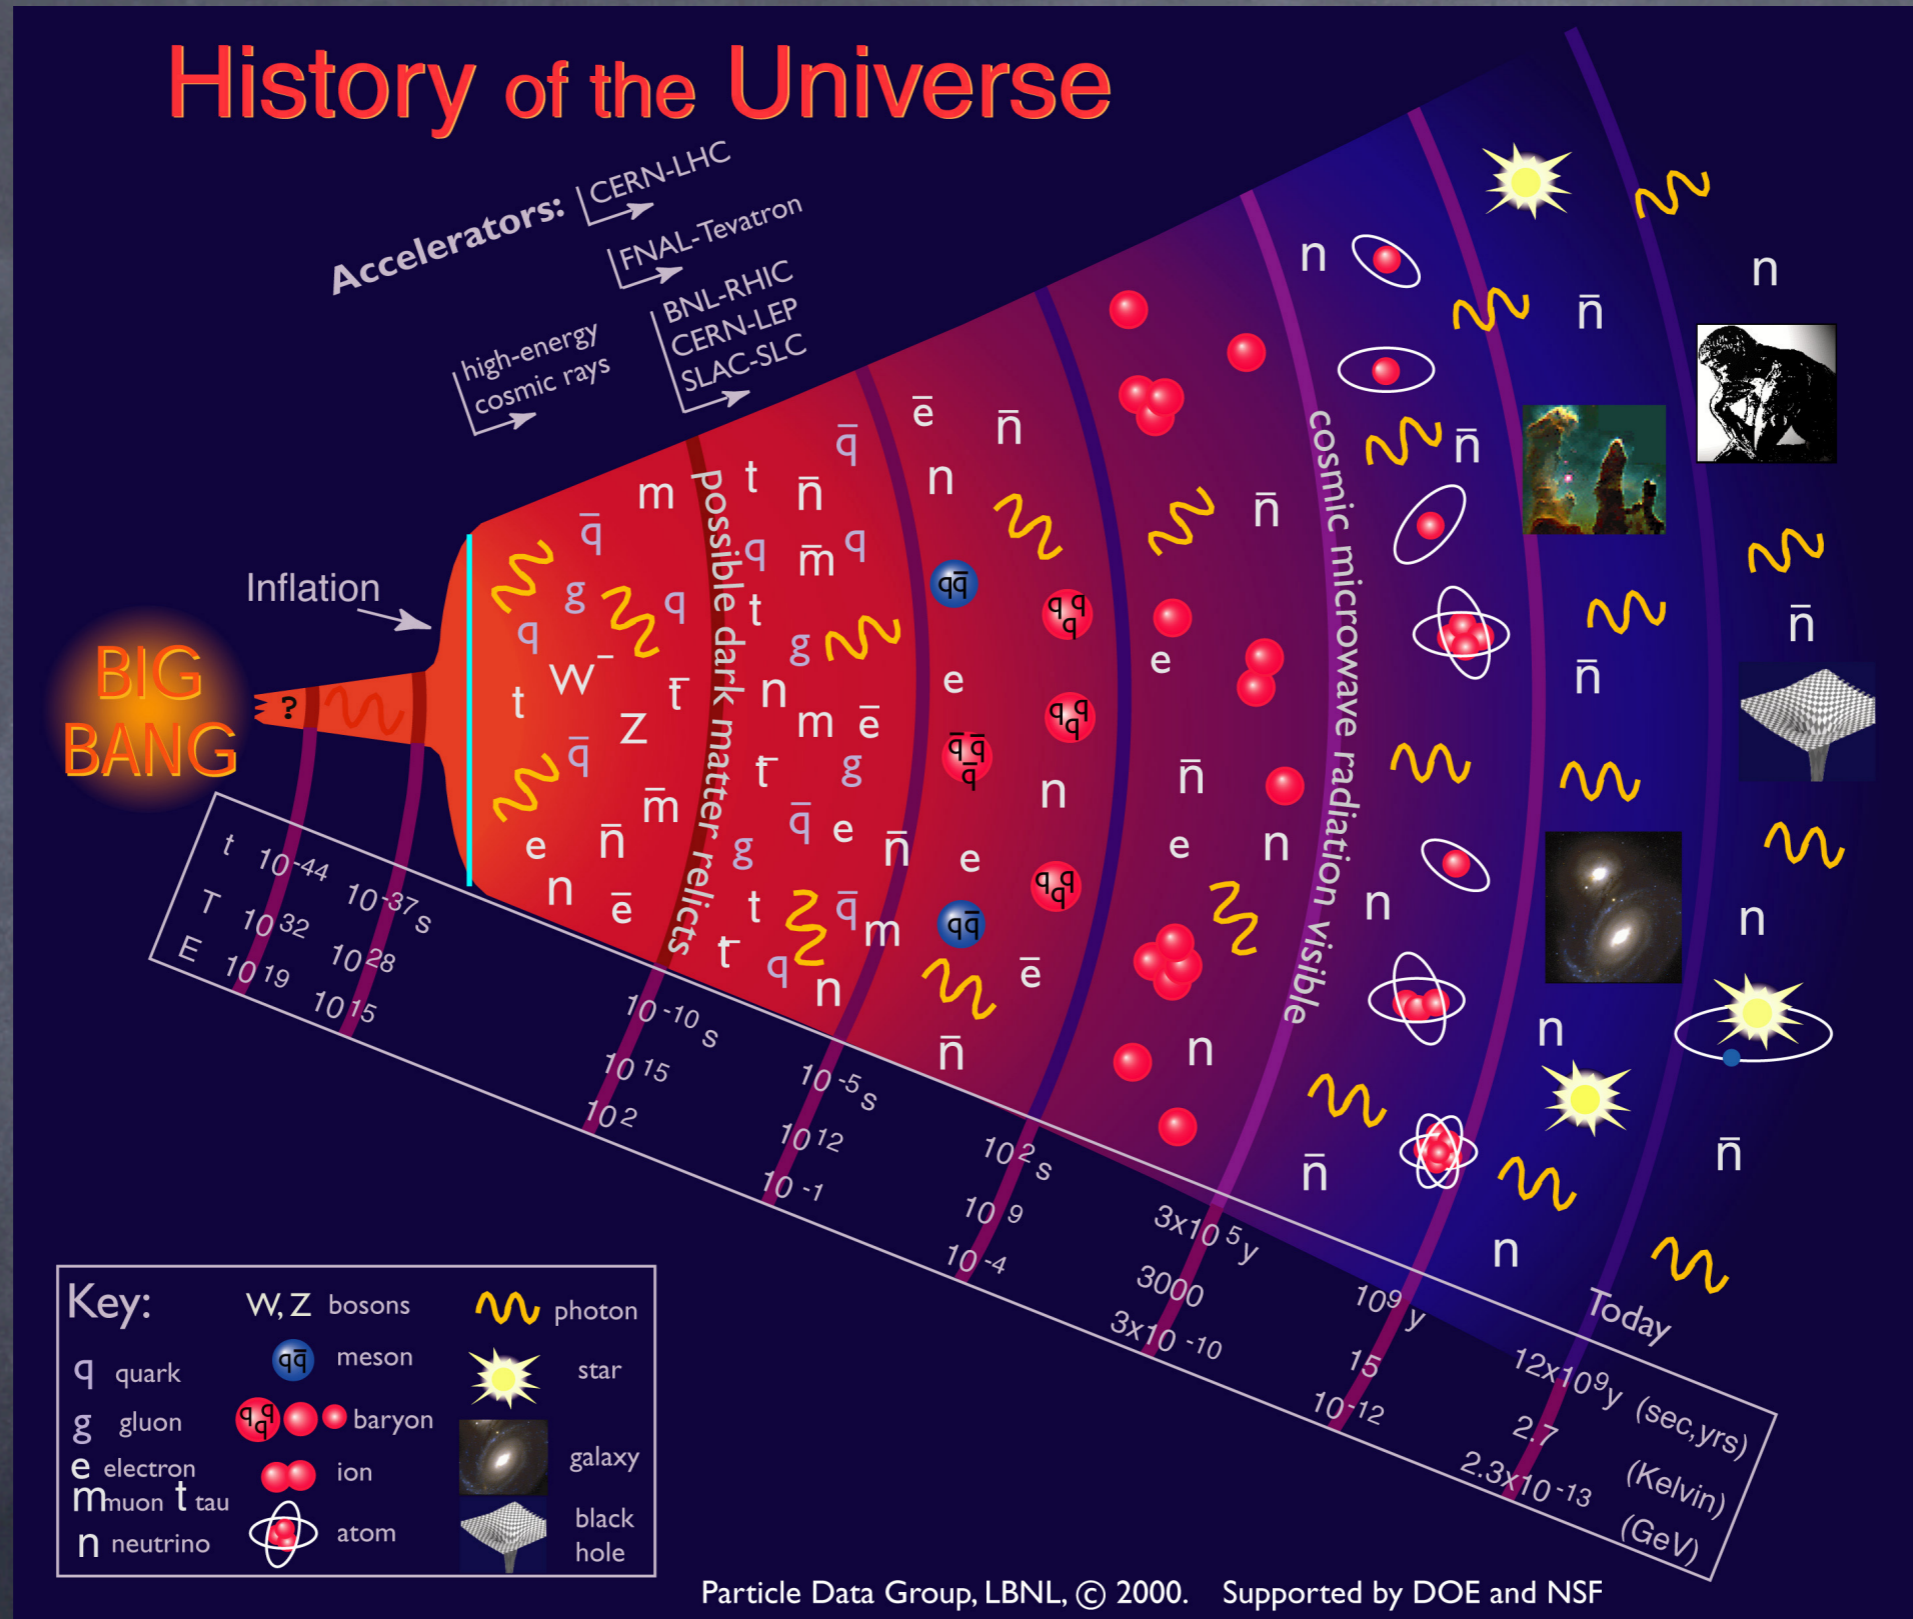 History of the Universe
Accelerators:
CERN-LHC
FNAL-Tevatron
BNL-RHIC
CERN-LEP
SLAC-SLC
high-energy
cosmic rays
Inflation
BIG
BANG
?
possible dark matter relicts
cosmic microwave radiation visible
q̄
m
q̄
g
q
q
W⁻
t
t̄
Z
q̄
m̄
e
n̄
n
ē
t
n̄
q̄
q
m̄
q
t
g
n
m
ē
t̄
g
q̄
e
g
n̄
t
q̄
m
t̄
q
n
ē
n̄
n
qq̄
q q
q
e
q q
q
q̄ q̄
q̄
n
e
q q
q
qq̄
ē
n̄
n̄
e
n̄
e
n
n
n
n̄
n
n̄
n̄
n̄
n
n
n
n̄
n
n̄
t 10⁻⁴⁴ 10⁻³⁷ s
T 10³² 10²⁸
E 10¹⁹ 10¹⁵
10⁻¹⁰ s
10¹⁵
10²
10⁻⁵ s
10¹²
10⁻¹
10² s
10⁹
10⁻⁴
3x10⁵ y
3000
3x10⁻¹⁰
10⁹ y
15
10⁻¹²
Today
12x10⁹y (sec,yrs)
2.7 (Kelvin)
2.3x10⁻¹³ (GeV)
Key:
q quark
g gluon
e electron
m muon t tau
n neutrino
W, Z bosons
qq̄ meson
q q
q baryon
ion
atom
photon
star
galaxy
black
hole
Particle Data Group, LBNL, © 2000. Supported by DOE and NSF